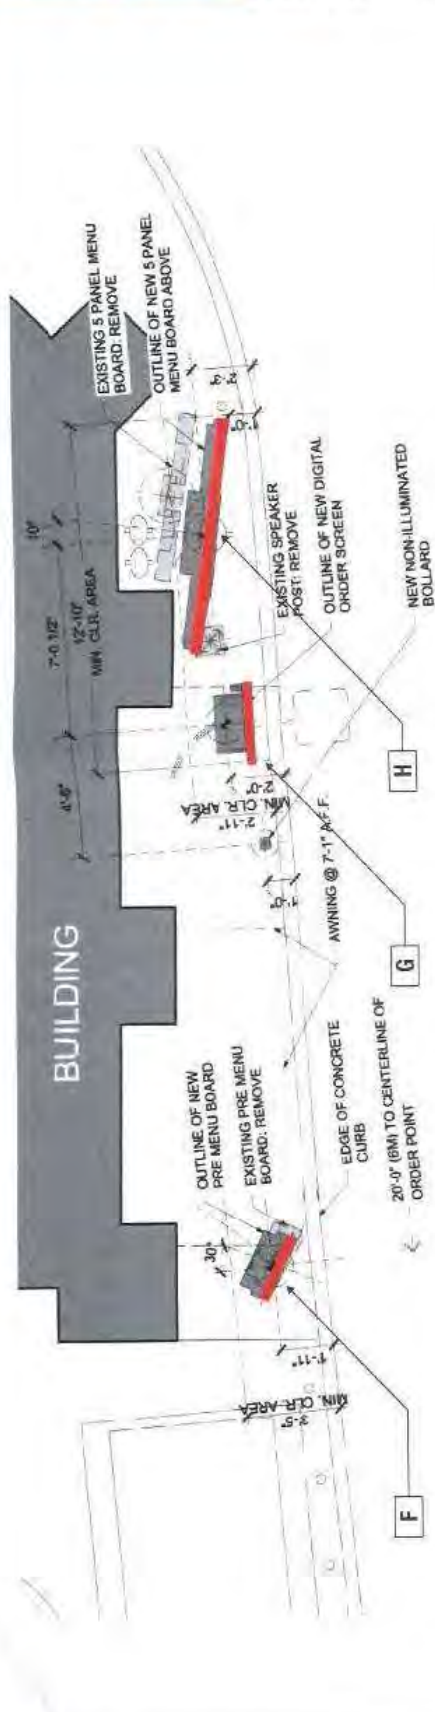 BUILDING
EXISTING 5 PANEL MENU
BOARD: REMOVE
OUTLINE OF NEW 5 PANEL
MENU BOARD ABOVE
10°
7'-0 1/2"
12'-10"
MIN. CLR. AREA
4'-6"
1'-0"
EXISTING SPEAKER
POST: REMOVE
OUTLINE OF NEW DIGITAL
ORDER SCREEN
NEW NON-ILLUMINATED
BOLLARD
H
2'-0"
MIN. CLR. AREA
2'-11"
1'-0"
AWNING @ 7'-1" A.F.F.
G
OUTLINE OF NEW
PRE MENU BOARD
EXISTING PRE MENU
BOARD: REMOVE
30°
EDGE OF CONCRETE
CURB
20'-0" (6M) TO CENTERLINE OF
ORDER POINT
1'-11"
MIN. CLR. AREA
3'-5"
F